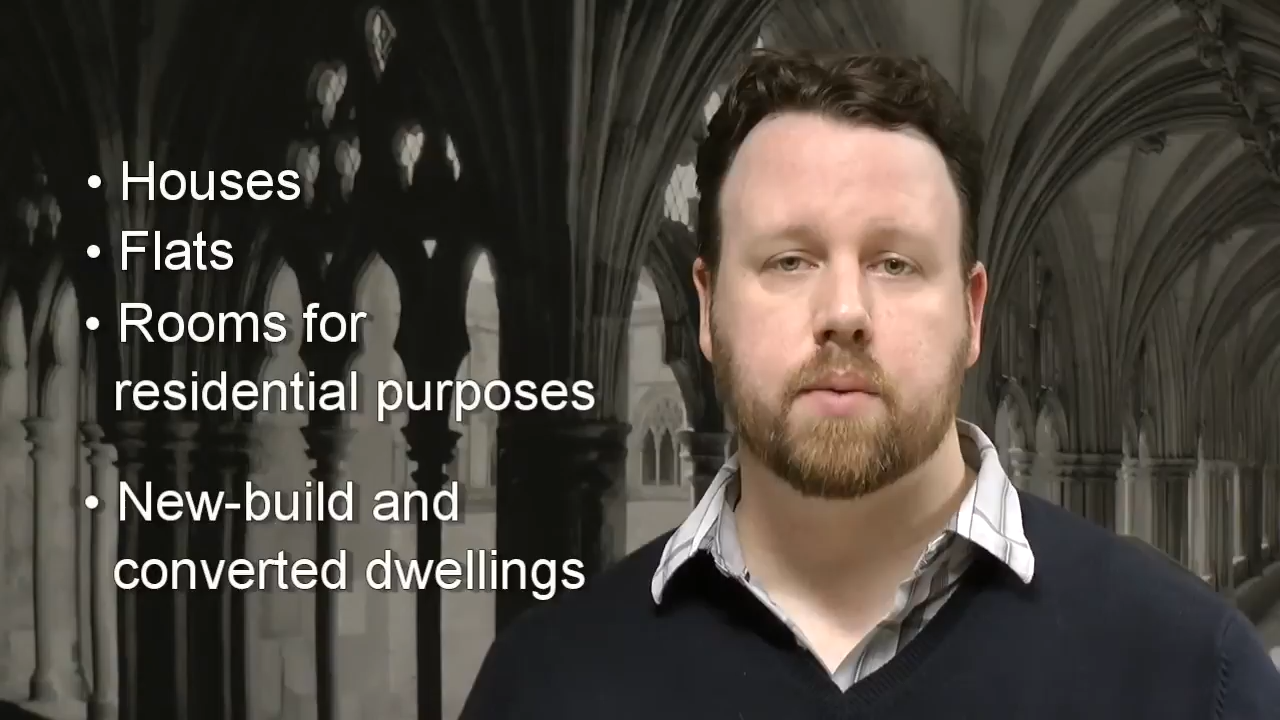 • Houses
• Flats
• Rooms for
residential purposes
• New-build and
converted dwellings